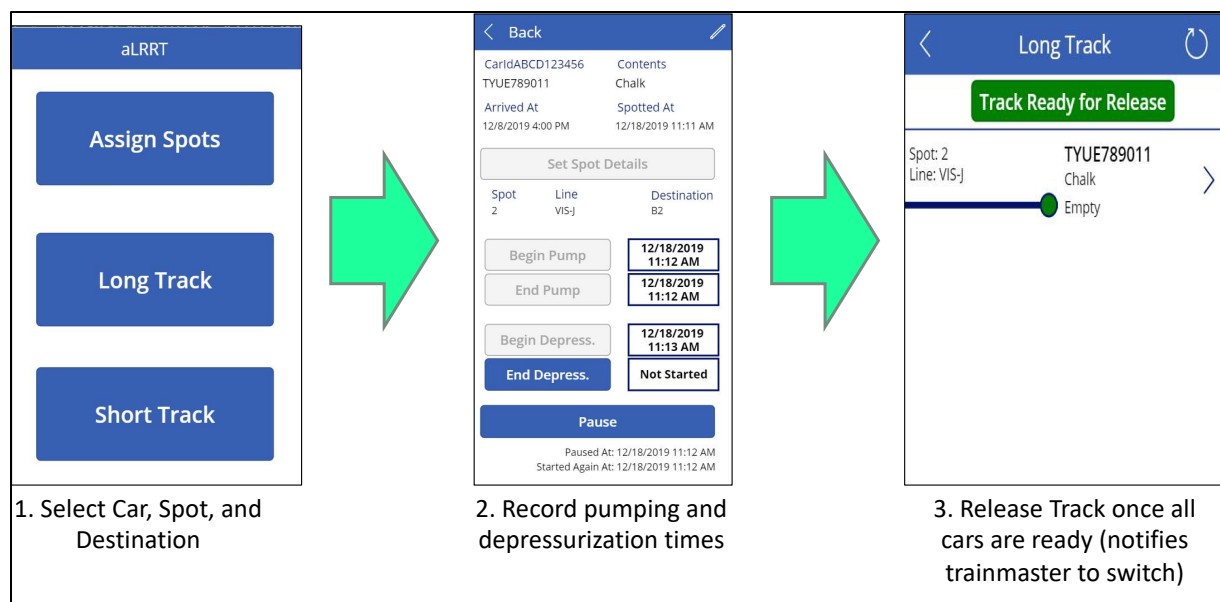 aLRRT
Assign Spots
Long Track
Short Track
1. Select Car, Spot, and
Destination
Back
CarIdABCD123456 Contents
TYUE789011 Chalk
Arrived At Spotted At
12/8/2019 4:00 PM 12/18/2019 11:11 AM
Set Spot Details
Spot Line Destination
2 VIS-J B2
Begin Pump 12/18/2019
11:12 AM
End Pump 12/18/2019
11:12 AM
Begin Depress. 12/18/2019
11:13 AM
End Depress. Not Started
Pause
Paused At: 12/18/2019 11:12 AM
Started Again At: 12/18/2019 11:12 AM
2. Record pumping and
depressurization times
Long Track
Track Ready for Release
Spot: 2 TYUE789011
Line: VIS-J Chalk
Empty
3. Release Track once all
cars are ready (notifies
trainmaster to switch)